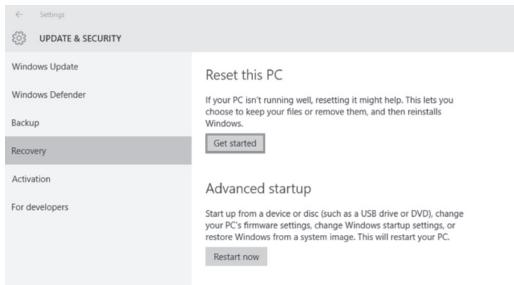 Settings
UPDATE & SECURITY
Windows Update
Windows Defender
Backup
Recovery
Activation
For developers
Reset this PC
If your PC isn't running well, resetting it might help. This lets you
choose to keep your files or remove them, and then reinstalls
Windows.
Get started
Advanced startup
Start up from a device or disc (such as a USB drive or DVD), change
your PC's firmware settings, change Windows startup settings, or
restore Windows from a system image. This will restart your PC.
Restart now